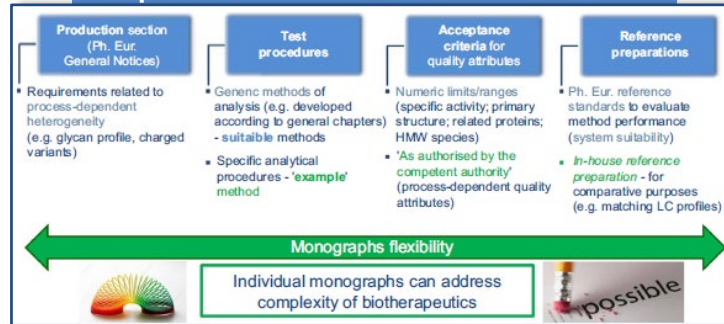 Production section
(Ph. Eur.
General Notices)
Requirements related to
process-dependent
heterogeneity
(e.g. glycan profile, charged
variants)
Test
procedures
Generic methods of
analysis (e.g. developed
according to general chapters)
- suitaible methods
Specific analytical
procedures - 'example'
method
Acceptance
criteria for
quality attributes
Numeric limits/ranges
(specific activity; primary
structure; related proteins;
HMW species)
'As authorised by the
competent authority'
(process-dependent quality
attributes)
Reference
preparations
Ph. Eur. reference
standards to evaluate
method performance
(system suitability)
In-house reference
preparation - for
comparative purposes
(e.g. matching LC profiles)
Monographs flexibility
Individual monographs can address
complexity of biotherapeutics
possible